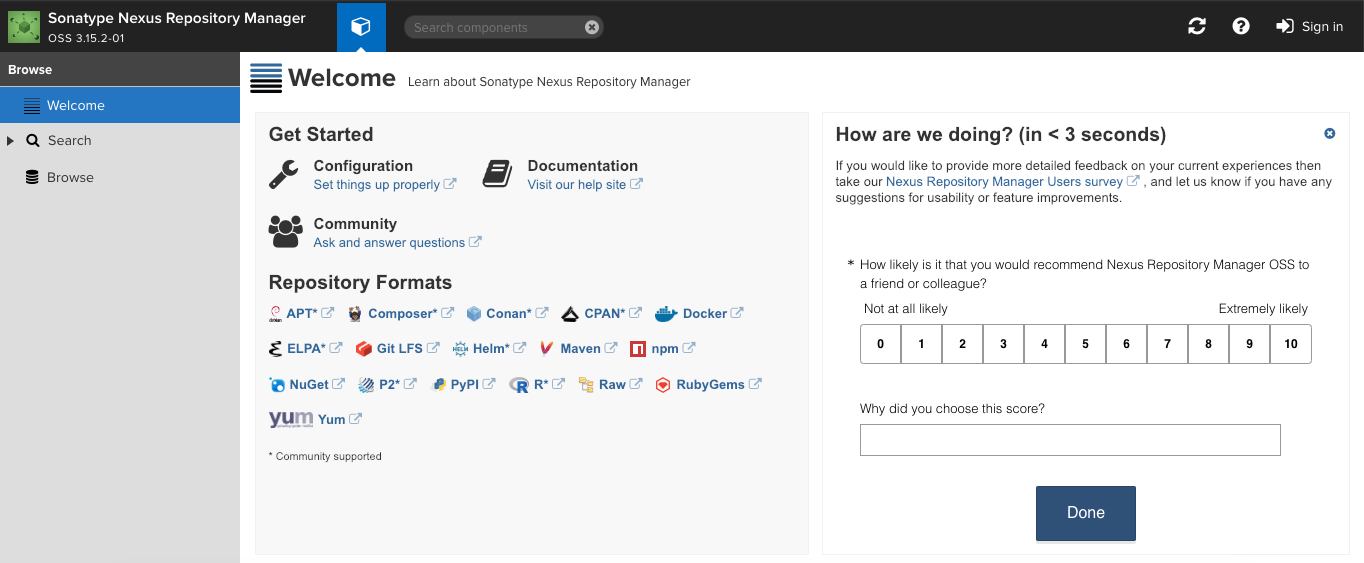 Sonatype Nexus Repository Manager
OSS 3.15.2-01
Search components
Sign in
Browse
Welcome
Search
Browse
Welcome Learn about Sonatype Nexus Repository Manager
Get Started
Configuration
Set things up properly
Documentation
Visit our help site
Community
Ask and answer questions
Repository Formats
APT* Composer* Conan* CPAN* Docker
ELPA* Git LFS Helm* Maven npm
NuGet P2* PyPI R* Raw RubyGems
yum Yum
* Community supported
How are we doing? (in < 3 seconds)
If you would like to provide more detailed feedback on your current experiences then
take our Nexus Repository Manager Users survey , and let us know if you have any
suggestions for usability or feature improvements.
* How likely is it that you would recommend Nexus Repository Manager OSS to
a friend or colleague?
Not at all likely Extremely likely
0 1 2 3 4 5 6 7 8 9 10
Why did you choose this score?
Done